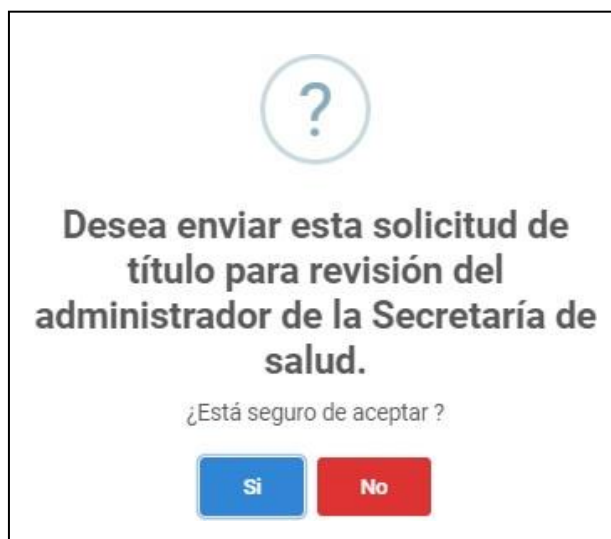 ?
Desea enviar esta solicitud de
título para revisión del
administrador de la Secretaría de
salud.
¿Está seguro de aceptar ?
Si
No